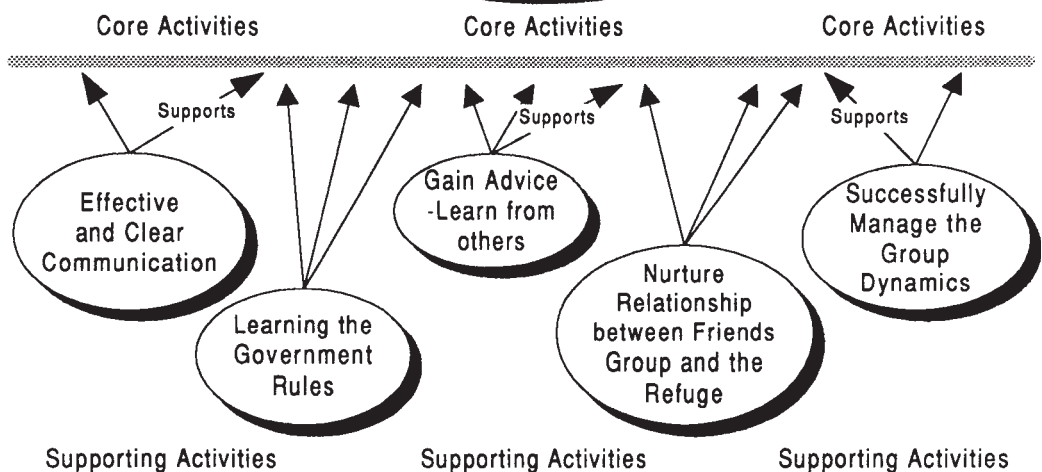 Core Activities
Core Activities
Core Activities
Supports
Supports
Supports
Effective
and Clear
Communication
Learning the
Government
Rules
Gain Advice
-Learn from
others
Nurture
Relationship
between Friends
Group and the
Refuge
Successfully
Manage the
Group
Dynamics
Supporting Activities
Supporting Activities
Supporting Activities